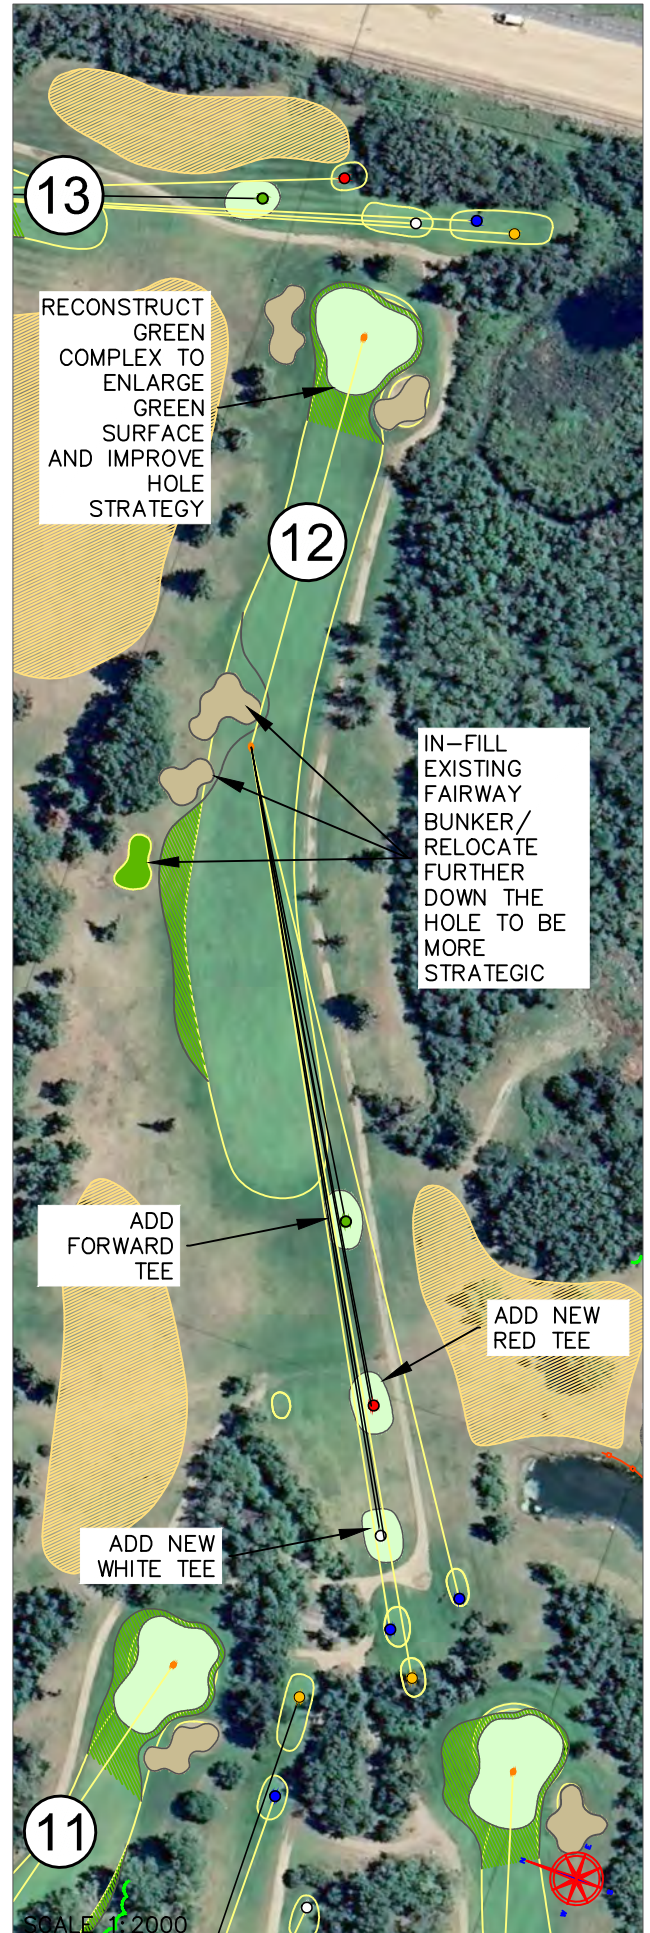 13
RECONSTRUCT
GREEN
COMPLEX TO
ENLARGE
GREEN
SURFACE
AND IMPROVE
HOLE
STRATEGY
12
IN-FILL
EXISTING
FAIRWAY
BUNKER/
RELOCATE
FURTHER
DOWN THE
HOLE TO BE
MORE
STRATEGIC
ADD
FORWARD
TEE
ADD NEW
RED TEE
ADD NEW
WHITE TEE
11
SCALE 1:2000